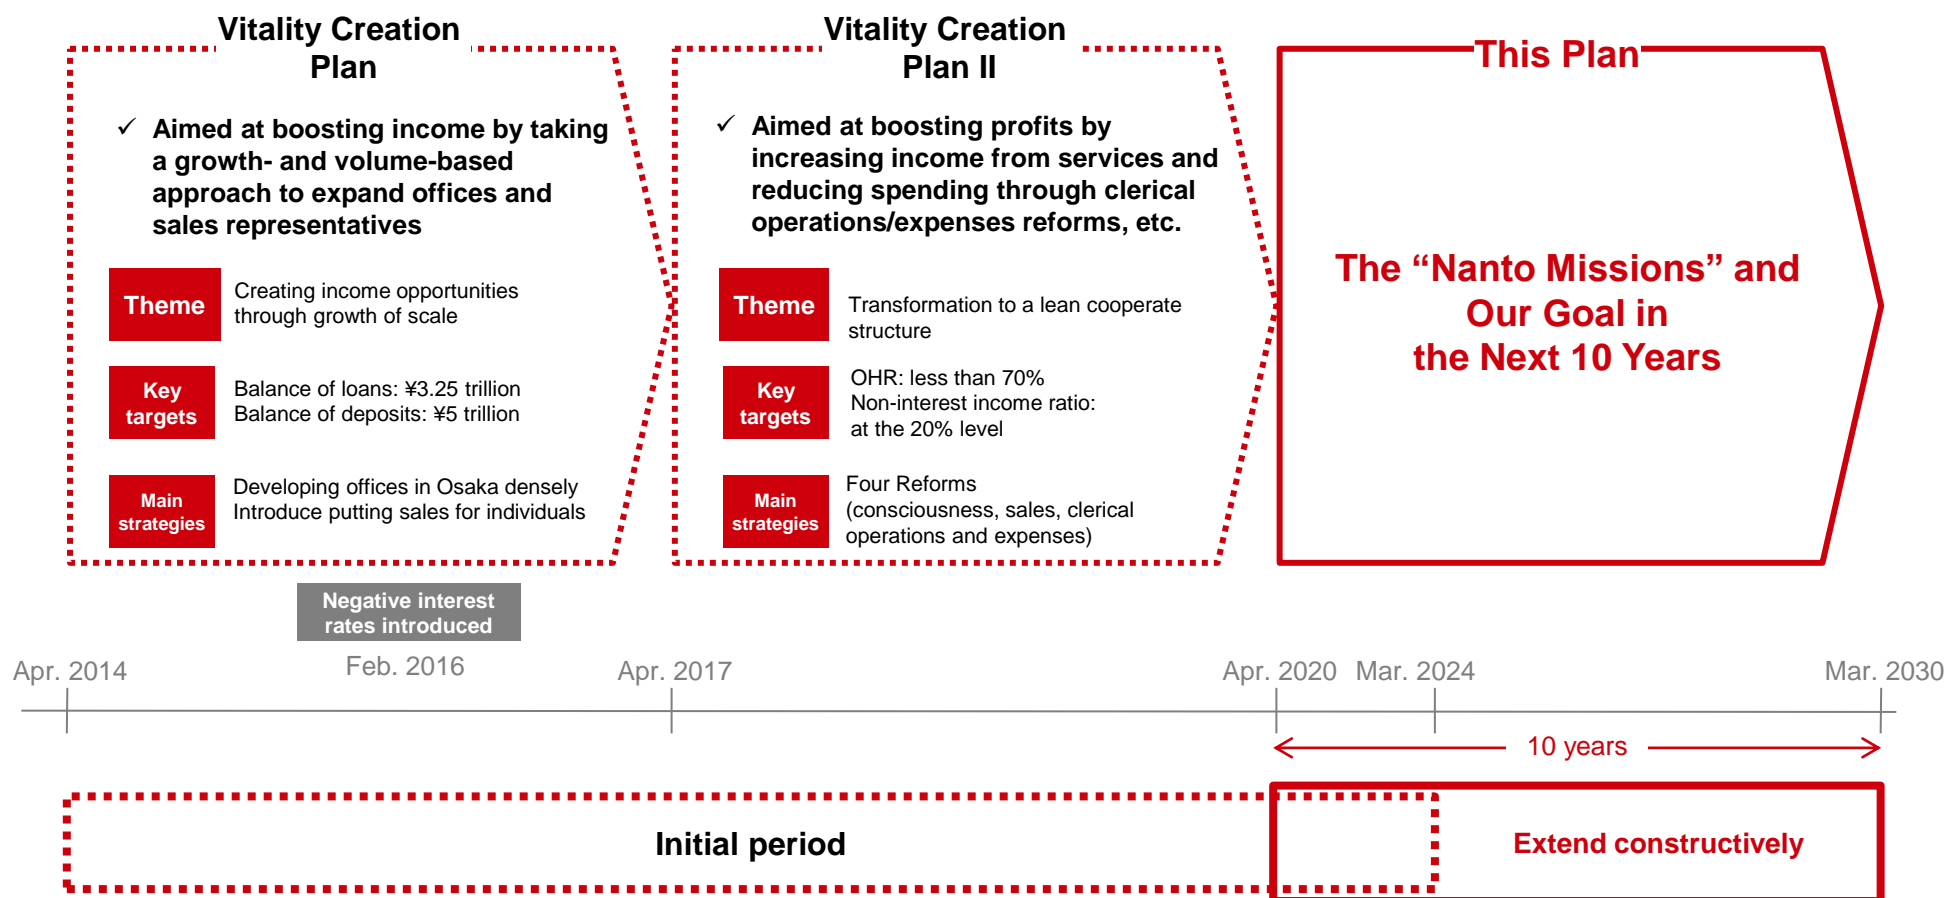 Vitality Creation
Plan
✓ Aimed at boosting income by taking
a growth- and volume-based
approach to expand offices and
sales representatives
Theme
Creating income opportunities
through growth of scale
Key
targets
Balance of loans: ¥3.25 trillion
Balance of deposits: ¥5 trillion
Main
strategies
Developing offices in Osaka densely
Introduce putting sales for individuals
Vitality Creation
Plan II
✓ Aimed at boosting profits by
increasing income from services and
reducing spending through clerical
operations/expenses reforms, etc.
Theme
Transformation to a lean cooperate
structure
Key
targets
OHR: less than 70%
Non-interest income ratio:
at the 20% level
Main
strategies
Four Reforms
(consciousness, sales, clerical
operations and expenses)
This Plan
The “Nanto Missions” and
Our Goal in
the Next 10 Years
Negative interest
rates introduced
Apr. 2014
Feb. 2016
Apr. 2017
Apr. 2020
Mar. 2024
Mar. 2030
10 years
Initial period
Extend constructively